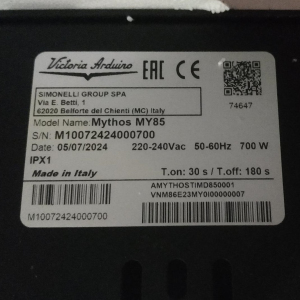 Victoria Arduino
EAC CE
SIMONELLI GROUP SPA
Via E. Betti, 1
62020 Belforte del Chienti (MC) Italy
74647
Model Name: Mythos MY85
S/N: M10072424000700
Date: 05/07/2024 220-240Vac 50-60Hz 700 W
IPX1
Made in Italy T.on: 30 s / T.off: 180 s
M10072424000700
AMYTHOSTIMD850001
VNM86E23MY0I00000007